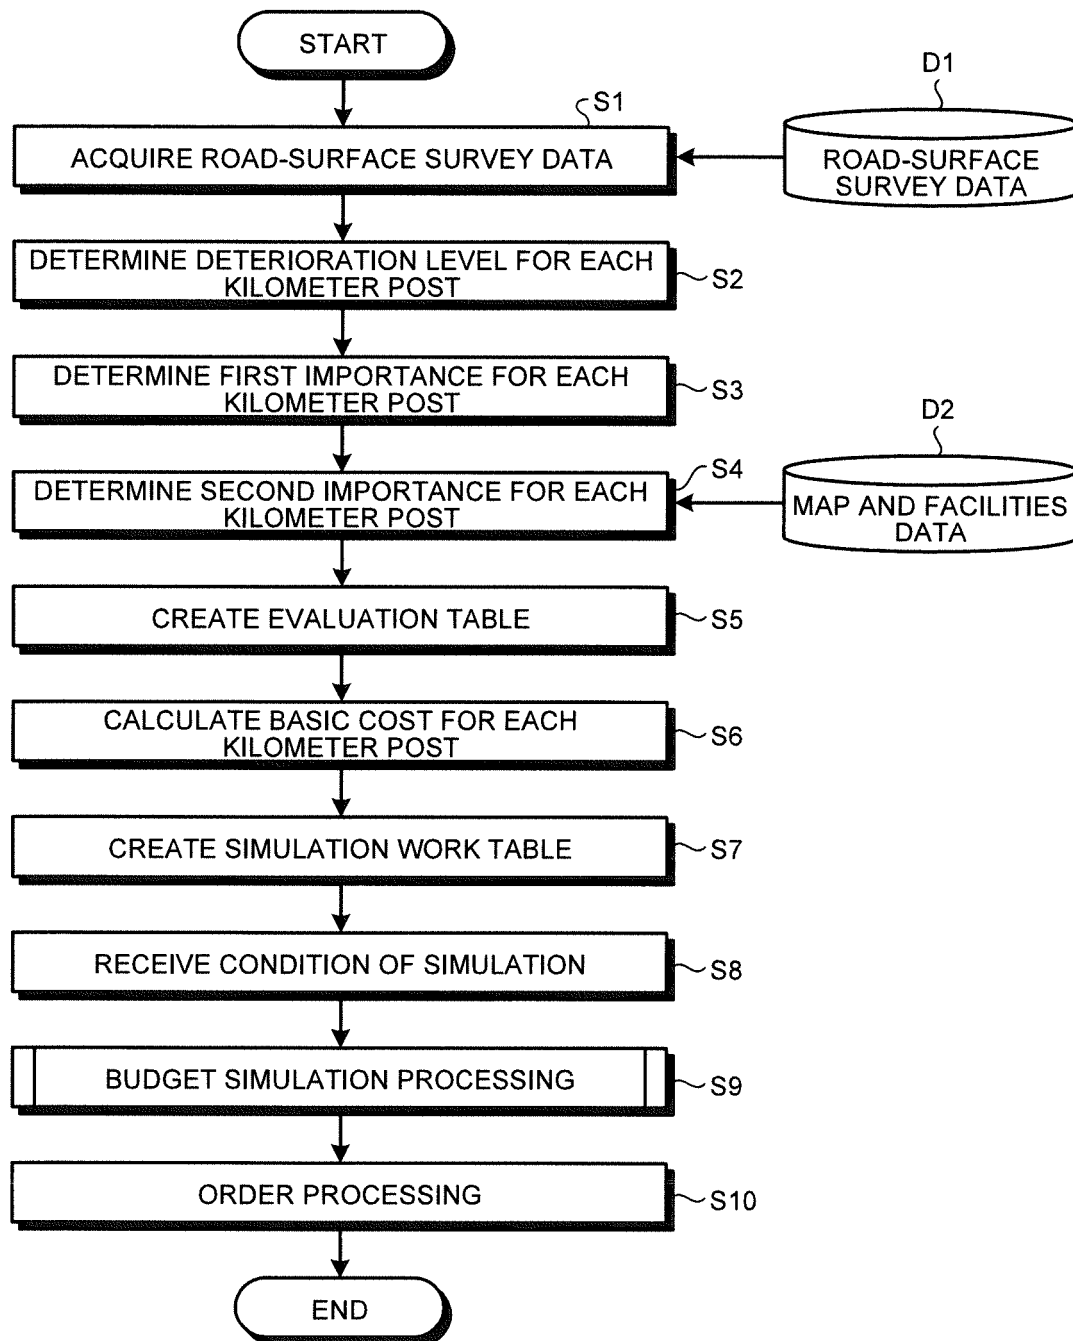 START
S1
D1
ACQUIRE ROAD-SURFACE SURVEY DATA
ROAD-SURFACE
SURVEY DATA
DETERMINE DETERIORATION LEVEL FOR EACH
KILOMETER POST
S2
DETERMINE FIRST IMPORTANCE FOR EACH
KILOMETER POST
S3
D2
S4
DETERMINE SECOND IMPORTANCE FOR EACH
KILOMETER POST
MAP AND FACILITIES
DATA
CREATE EVALUATION TABLE
S5
CALCULATE BASIC COST FOR EACH
KILOMETER POST
S6
CREATE SIMULATION WORK TABLE
S7
RECEIVE CONDITION OF SIMULATION
S8
BUDGET SIMULATION PROCESSING
S9
ORDER PROCESSING
S10
END